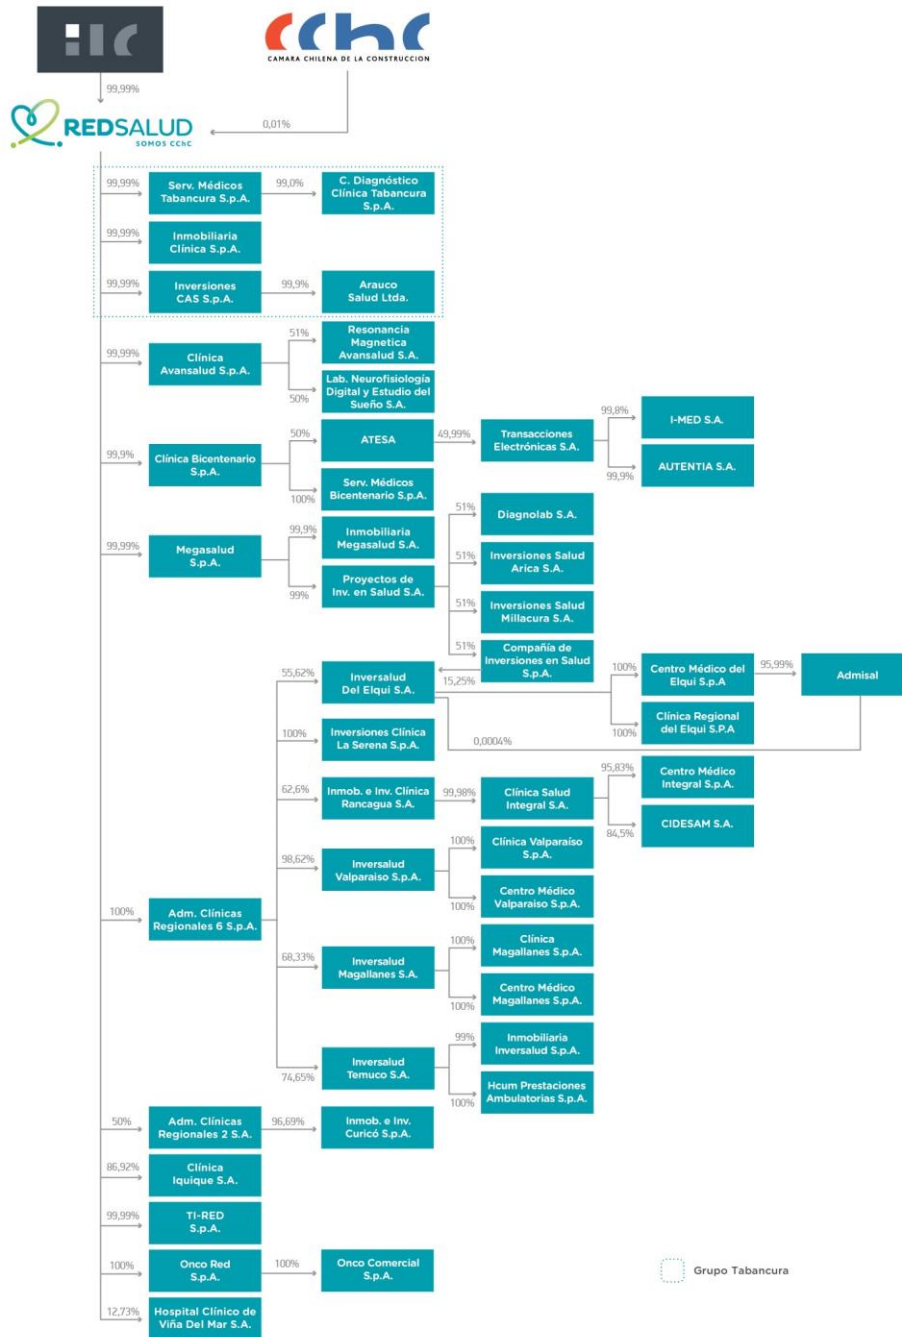 ilc
cchc
CAMARA CHILENA DE LA CONSTRUCCION
99,99%
REDSALUD
SOMOS CChC
0,01%
99,99%
Serv. Médicos
Tabancura S.p.A.
99,0%
C. Diagnóstico
Clínica Tabancura
S.p.A.
99,99%
Inmobiliaria
Clínica S.p.A.
99,99%
Inversiones
CAS S.p.A.
99,9%
Arauco
Salud Ltda.
99,99%
Clínica
Avansalud S.p.A.
51%
Resonancia
Magnetica
Avansalud S.A.
50%
Lab. Neurofisiología
Digital y Estudio del
Sueño S.A.
99,9%
Clínica Bicentenario
S.p.A.
50%
ATESA
49,99%
Transacciones
Electrónicas S.A.
99,8%
I-MED S.A.
99,9%
AUTENTIA S.A.
100%
Serv. Médicos
Bicentenario S.p.A.
99,99%
Megasalud
S.p.A.
99,9%
Inmobiliaria
Megasalud S.A.
99%
Proyectos de
Inv. en Salud S.A.
51%
Diagnolab S.A.
51%
Inversiones Salud
Arica S.A.
51%
Inversiones Salud
Millacura S.A.
51%
Compañía de
Inversiones en Salud
S.p.A.
15,25%
100%
Adm. Clínicas
Regionales 6 S.p.A.
55,62%
Inversalud
Del Elqui S.A.
100%
Centro Médico del
Elqui S.p.A
95,99%
Admisal
100%
Clínica Regional
del Elqui S.P.A
0,0004%
100%
Inversiones Clínica
La Serena S.p.A.
62,6%
Inmob. e Inv. Clínica
Rancagua S.A.
99,98%
Clínica Salud
Integral S.A.
95,83%
Centro Médico
Integral S.p.A.
84,5%
CIDESAM S.A.
98,62%
Inversalud
Valparaiso S.p.A.
100%
Clínica Valparaíso
S.p.A.
100%
Centro Médico
Valparaiso S.p.A.
68,33%
Inversalud
Magallanes S.A.
100%
Clínica
Magallanes S.p.A.
100%
Centro Médico
Magallanes S.p.A.
74,65%
Inversalud
Temuco S.A.
99%
Inmobiliaria
Inversalud S.p.A.
100%
Hcum Prestaciones
Ambulatorias S.p.A.
50%
Adm. Clínicas
Regionales 2 S.A.
96,69%
Inmob. e Inv.
Curicó S.p.A.
86,92%
Clínica
Iquique S.A.
99,99%
TI-RED
S.p.A.
100%
Onco Red
S.p.A.
100%
Onco Comercial
S.p.A.
12,73%
Hospital Clínico de
Viña Del Mar S.A.
Grupo Tabancura